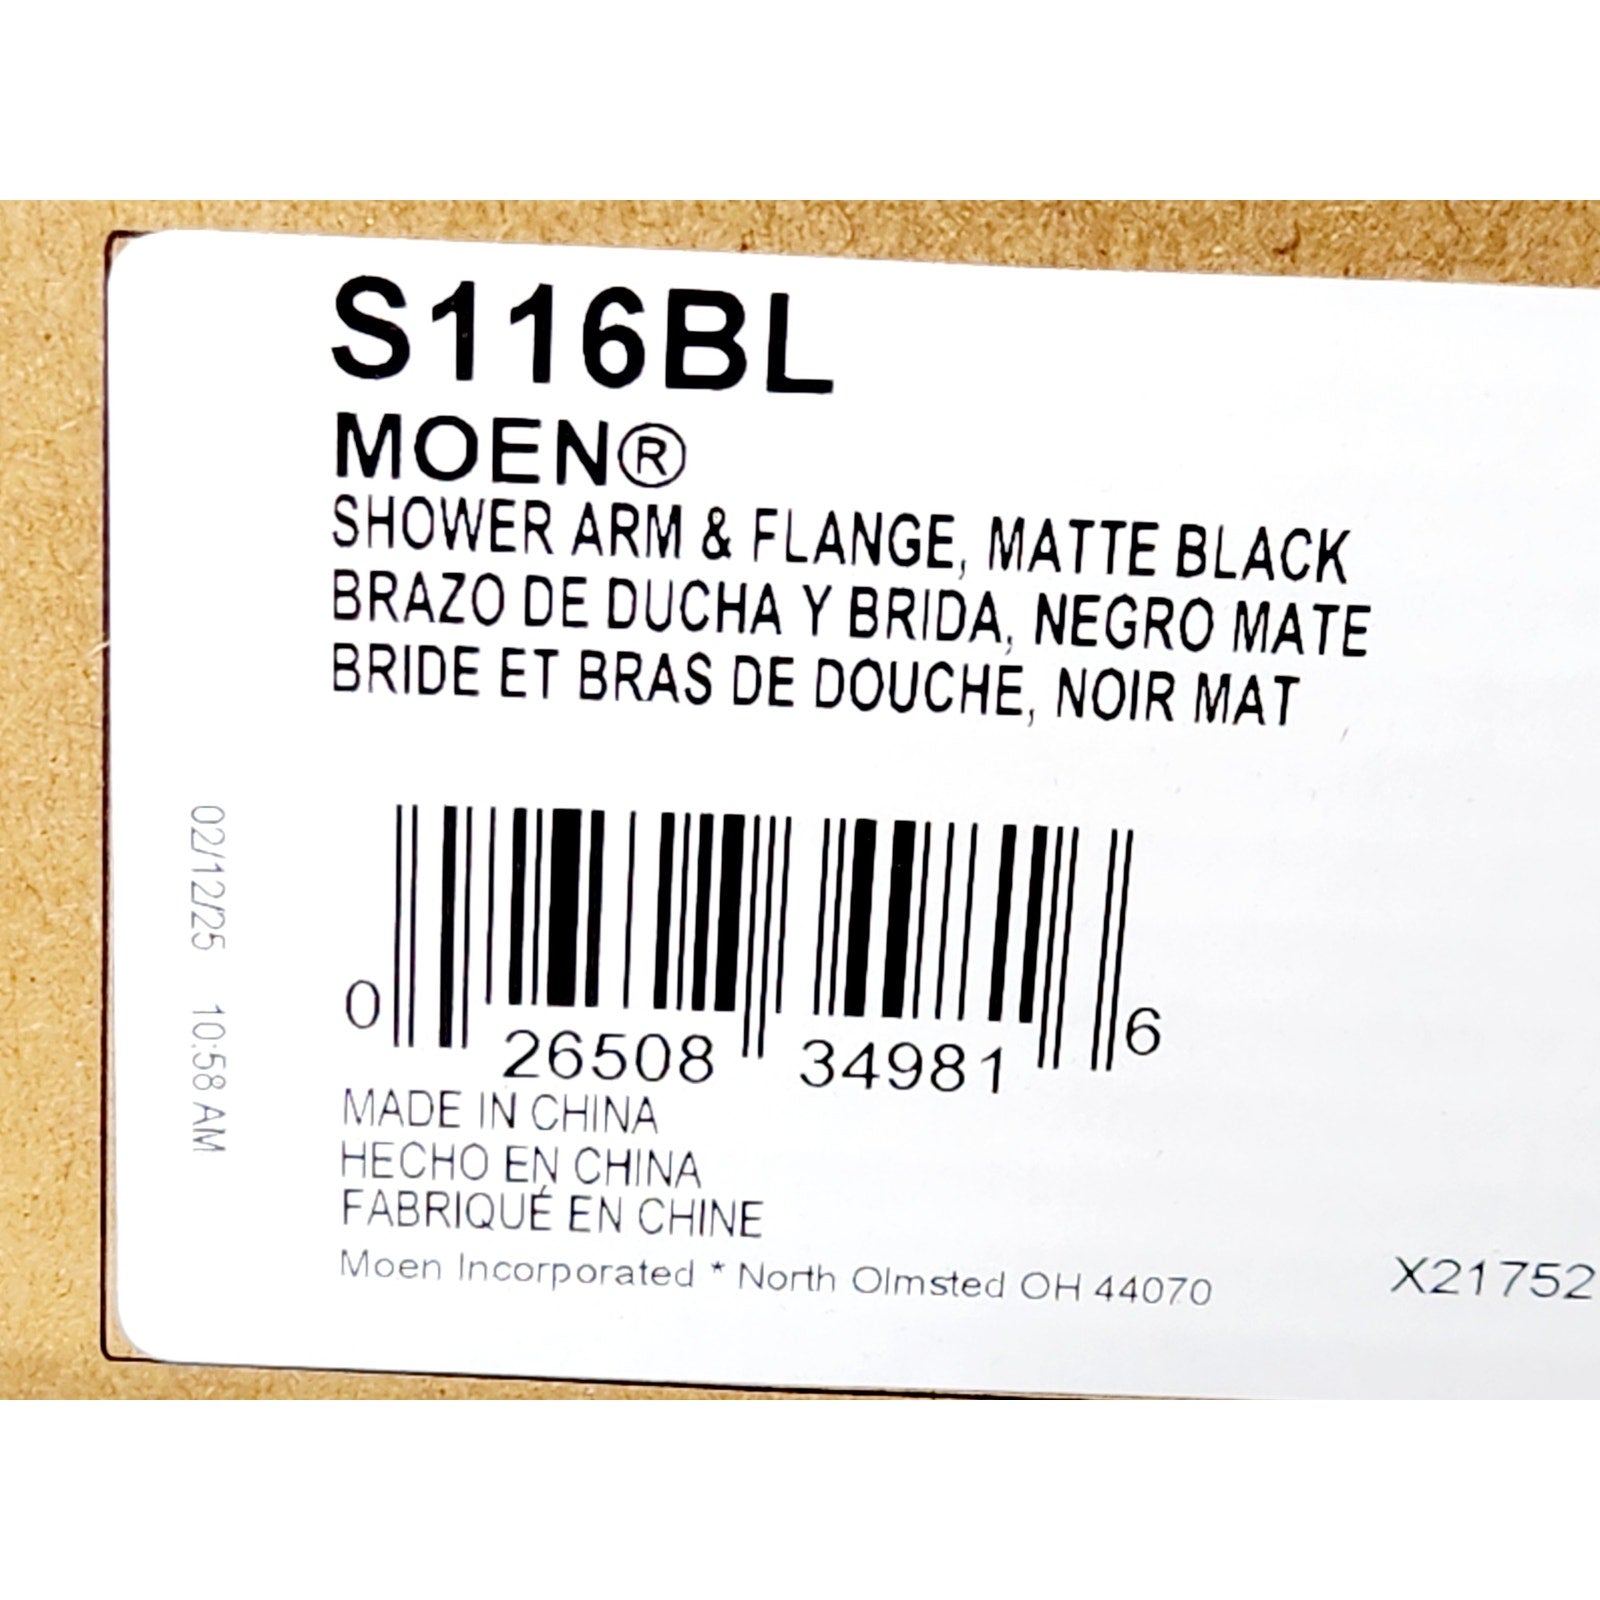 S116BL
MOEN®
SHOWER ARM & FLANGE, MATTE BLACK
BRAZO DE DUCHA Y BRIDA, NEGRO MATE
BRIDE ET BRAS DE DOUCHE, NOIR MAT
02/12/25 10:58 AM
0 26508 34981 6
MADE IN CHINA
HECHO EN CHINA
FABRIQUÉ EN CHINE
Moen Incorporated * North Olmsted OH 44070
X21752